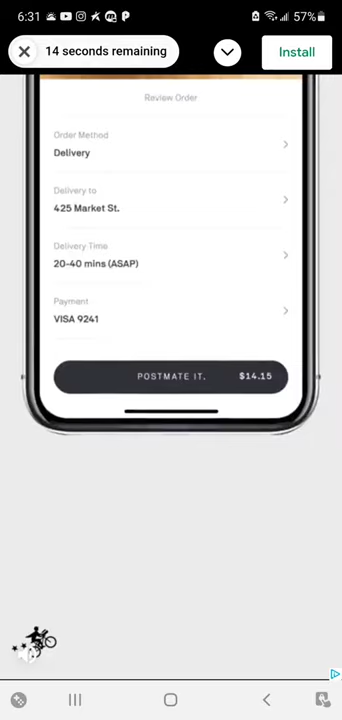 6:31
57%
14 seconds remaining
Install
Review Order
Order Method
Delivery
Delivery to
425 Market St.
Delivery Time
20-40 mins (ASAP)
Payment
VISA 9241
POSTMATE IT. $14.15